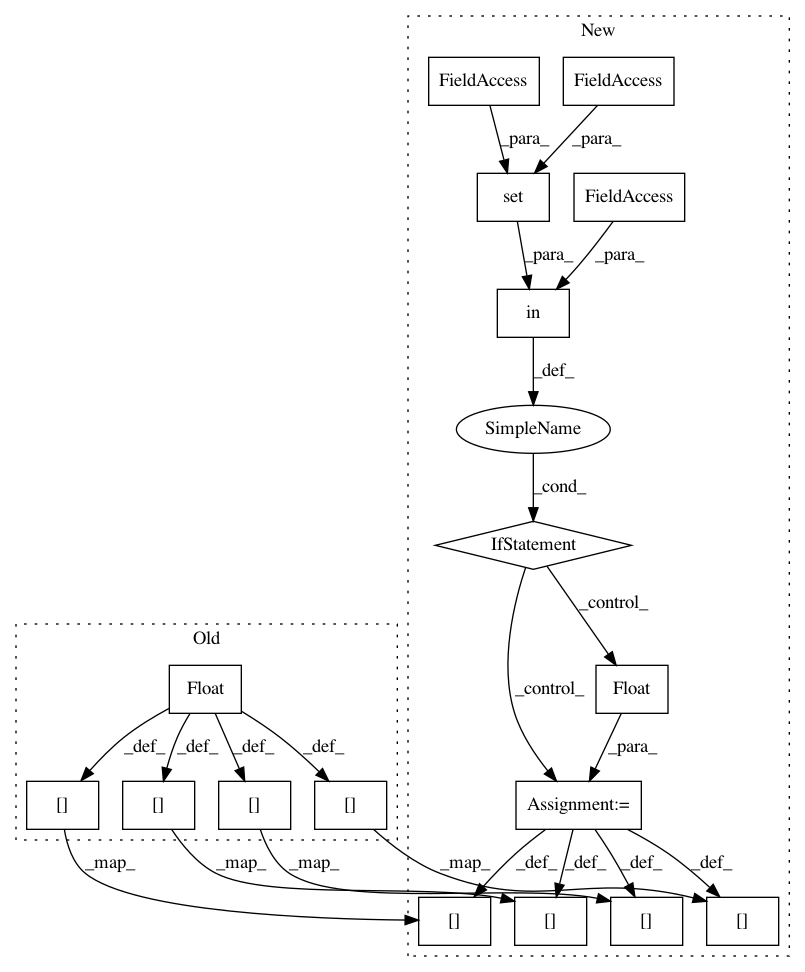 New
FieldAccess FieldAccess
_para_ _para_
set FieldAccess
_para_ _para_
in
_def_
SimpleName
_cond_
IfStatement
_control_
Old
Float _control_ Float
_def_ _def_ _def_ _def_ _para_
[] [] [] [] Assignment:=
_map_ _map_ _map_ _map_ _def_ _def_ _def_ _def_
[] [] [] []